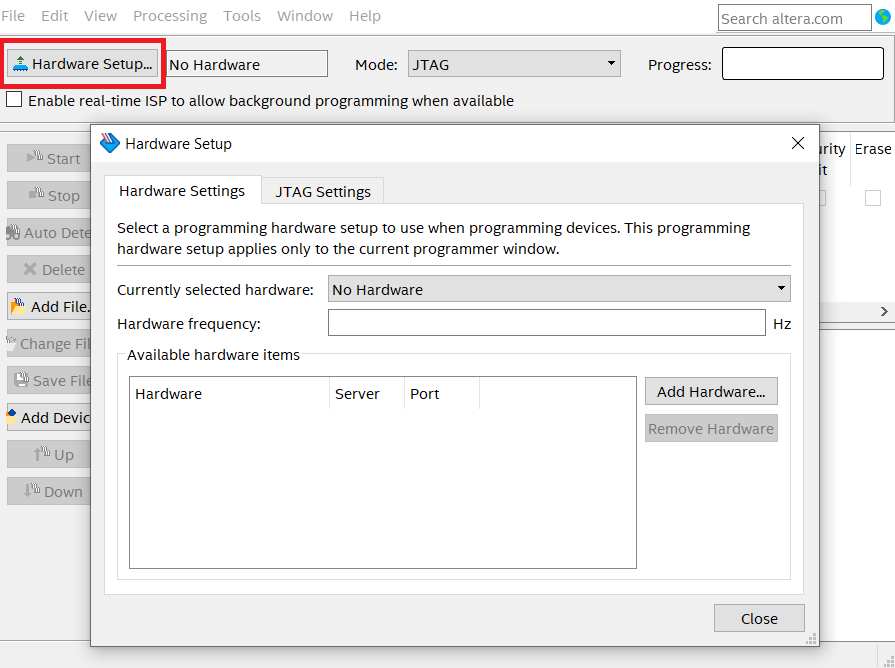 File Edit View Processing Tools Window Help
Search altera.com
Hardware Setup...
No Hardware
Mode:
JTAG
Progress:
Enable real-time ISP to allow background programming when available
Start
Stop
Auto Dete
Delete
Add File.
Change Fil
Save File
Add Devic
Up
Down
urity
it
Erase
Hardware Setup
Hardware Settings
JTAG Settings
Select a programming hardware setup to use when programming devices. This programming
hardware setup applies only to the current programmer window.
Currently selected hardware:
No Hardware
Hardware frequency:
Hz
Available hardware items
Hardware Server Port
Add Hardware...
Remove Hardware
Close